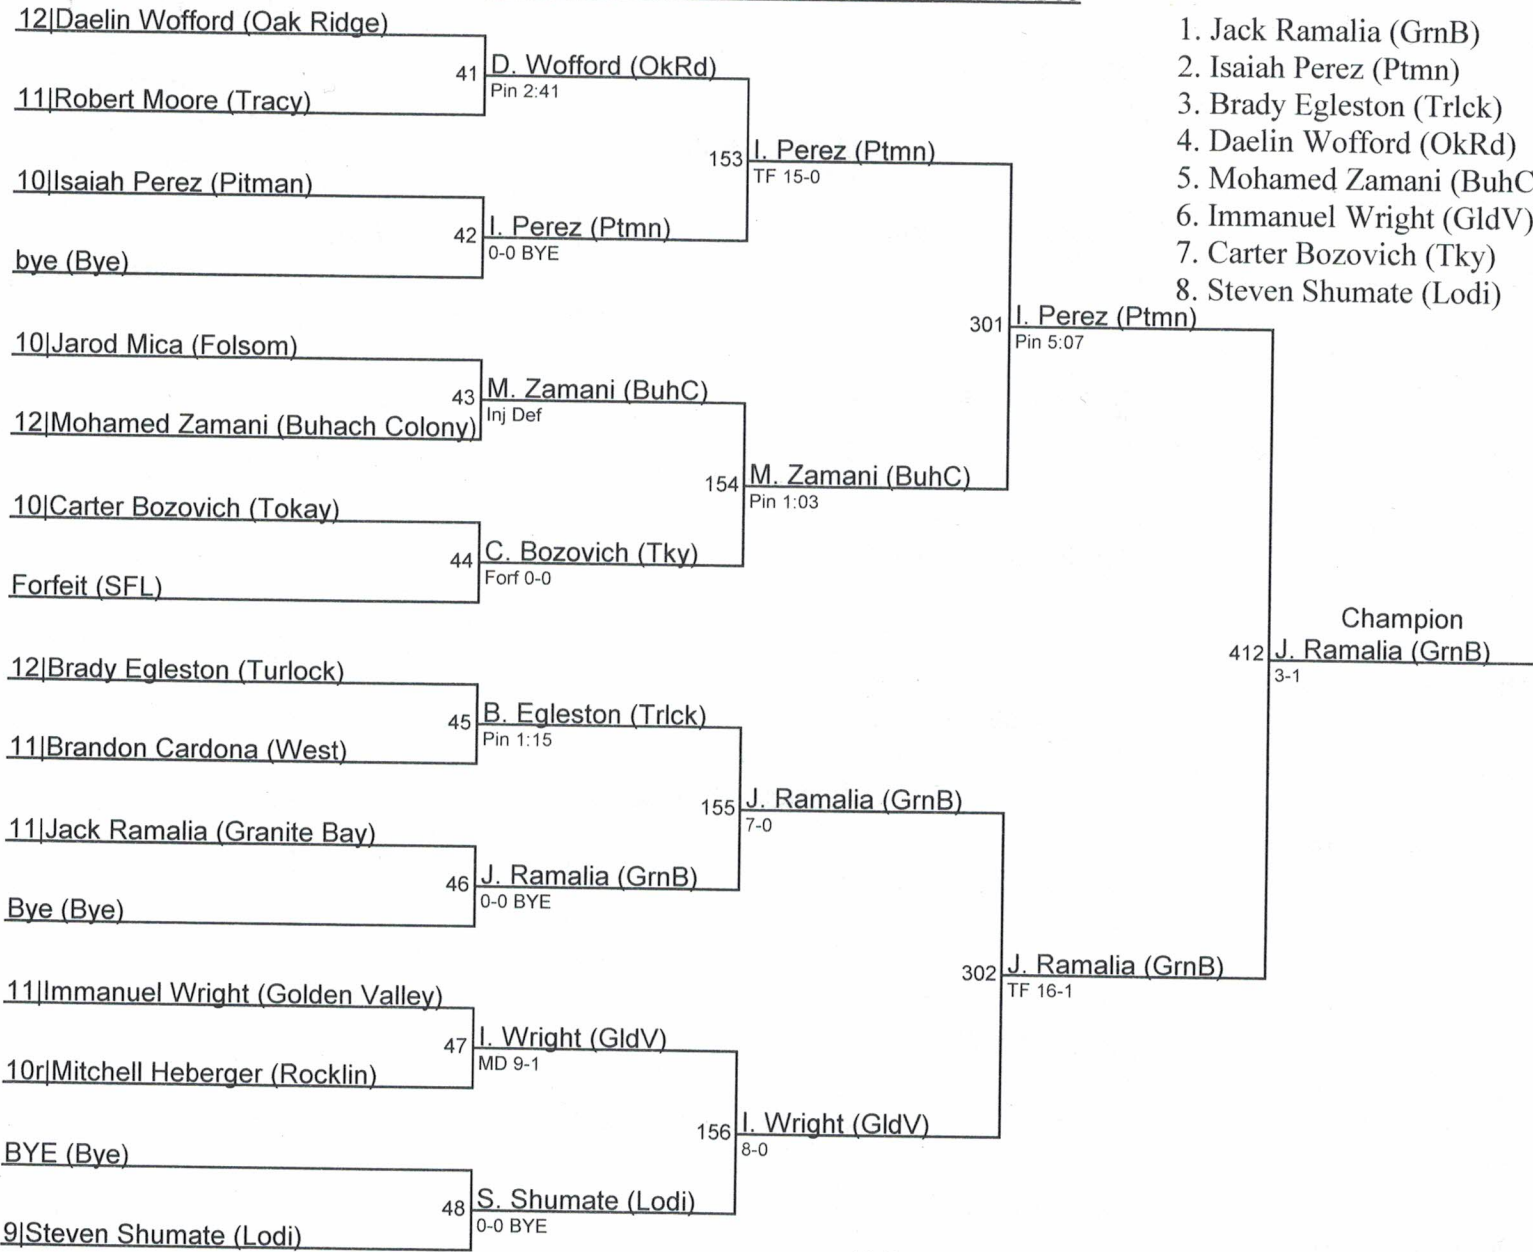 12|Daelin Wofford (Oak Ridge)
41
D. Wofford (OkRd)
Pin 2:41
11|Robert Moore (Tracy)
153
I. Perez (Ptmn)
TF 15-0
10|Isaiah Perez (Pitman)
42
I. Perez (Ptmn)
0-0 BYE
bye (Bye)
301
I. Perez (Ptmn)
Pin 5:07
10|Jarod Mica (Folsom)
43
M. Zamani (BuhC)
Inj Def
12|Mohamed Zamani (Buhach Colony)
154
M. Zamani (BuhC)
Pin 1:03
10|Carter Bozovich (Tokay)
44
C. Bozovich (Tky)
Forf 0-0
Forfeit (SFL)
Champion
412
J. Ramalia (GrnB)
3-1
12|Brady Egleston (Turlock)
45
B. Egleston (Trlck)
Pin 1:15
11|Brandon Cardona (West)
155
J. Ramalia (GrnB)
7-0
11|Jack Ramalia (Granite Bay)
46
J. Ramalia (GrnB)
0-0 BYE
Bye (Bye)
302
J. Ramalia (GrnB)
TF 16-1
11|Immanuel Wright (Golden Valley)
47
I. Wright (GldV)
MD 9-1
10r|Mitchell Heberger (Rocklin)
156
I. Wright (GldV)
8-0
BYE (Bye)
48
S. Shumate (Lodi)
0-0 BYE
9|Steven Shumate (Lodi)
1. Jack Ramalia (GrnB)
2. Isaiah Perez (Ptmn)
3. Brady Egleston (Trlck)
4. Daelin Wofford (OkRd)
5. Mohamed Zamani (BuhC
6. Immanuel Wright (GldV)
7. Carter Bozovich (Tky)
8. Steven Shumate (Lodi)